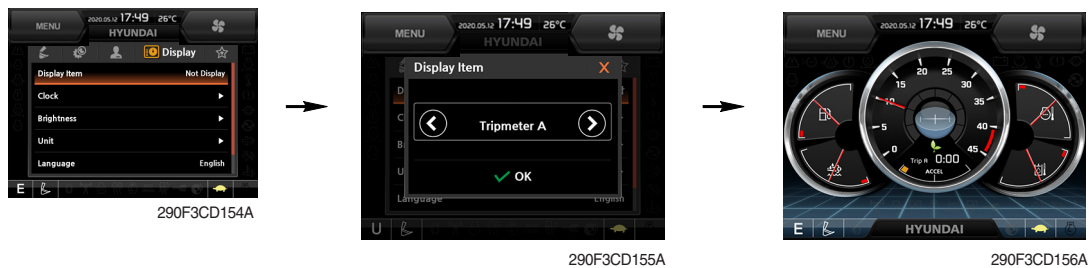 MENU
2020.05.12 17:49 26°C
HYUNDAI
Display
Display Item Not Display
Clock
Brightness
Unit
Language English
E
290F3CD154A
MENU
2020.05.12 17:49 26°C
HYUNDAI
Display Item X
Tripmeter A
OK
Language English
U
290F3CD155A
MENU
2020.05.12 17:49 26°C
0 5 10 15 20 25 30 35 40 45
Trip A 0:00
ACCEL
E
HYUNDAI
290F3CD156A